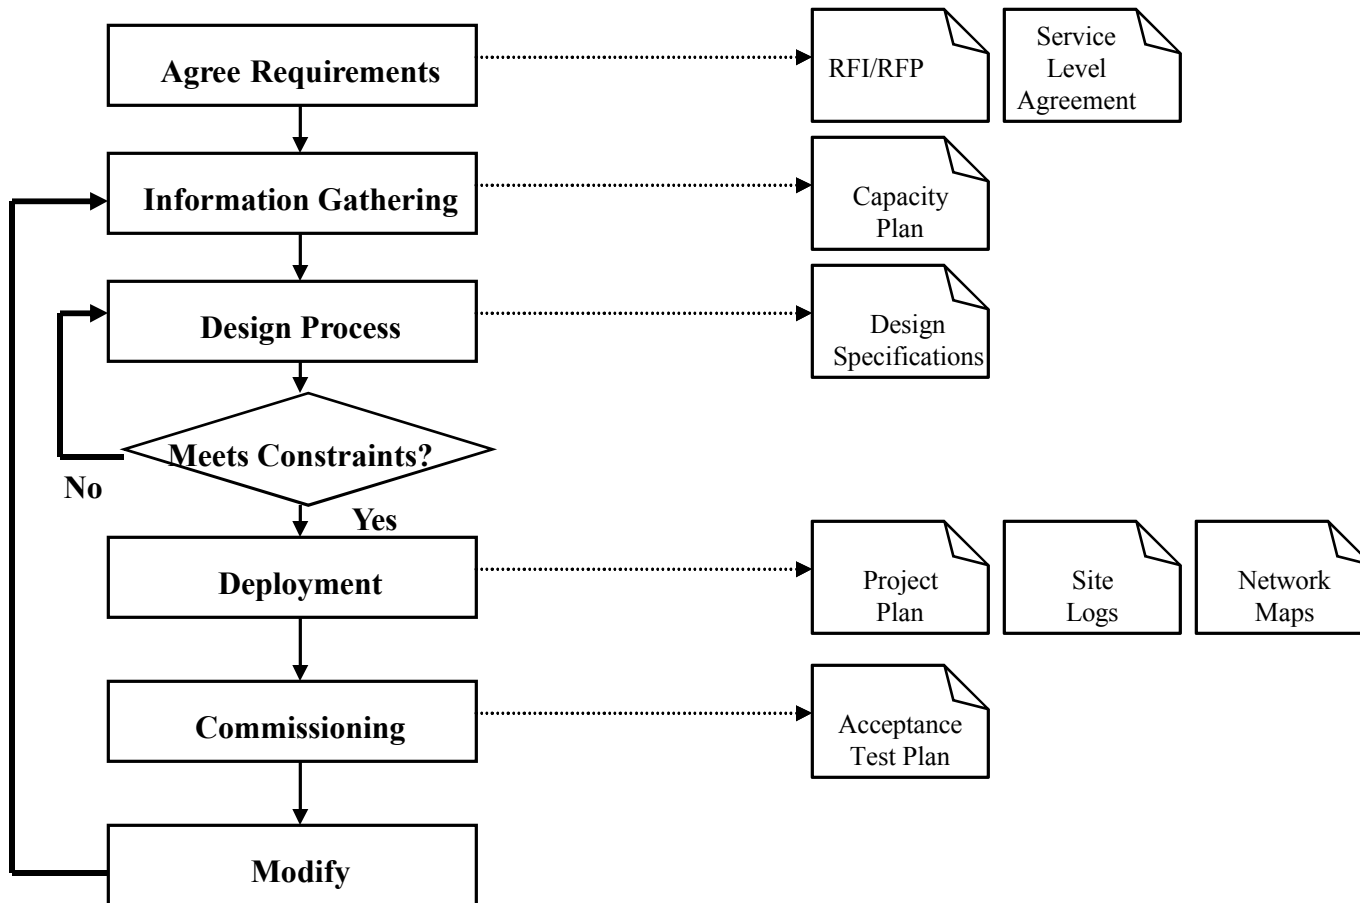 Agree Requirements
RFI/RFP
Service
Level
Agreement
Information Gathering
Capacity
Plan
Design Process
Design
Specifications
Meets Constraints?
No
Yes
Deployment
Project
Plan
Site
Logs
Network
Maps
Commissioning
Acceptance
Test Plan
Modify